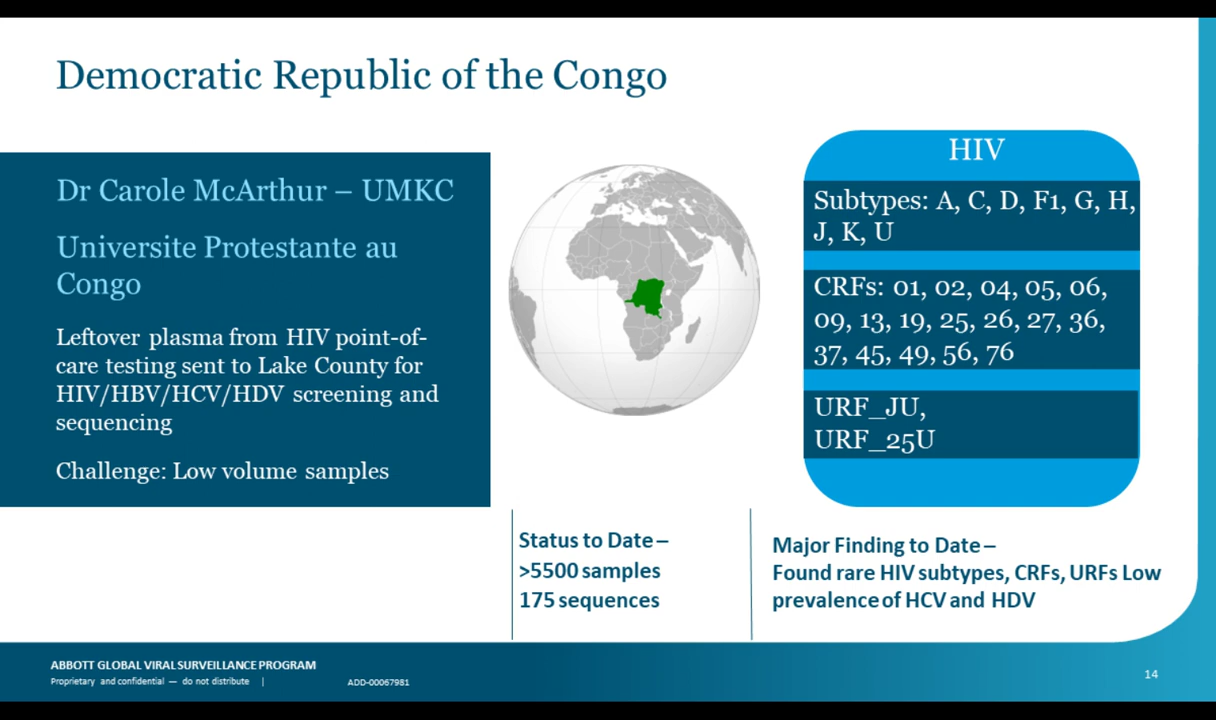 Democratic Republic of the Congo
Dr Carole McArthur – UMKC
Universite Protestante au
Congo
Leftover plasma from HIV point-of-
care testing sent to Lake County for
HIV/HBV/HCV/HDV screening and
sequencing
Challenge: Low volume samples
HIV
Subtypes: A, C, D, F1, G, H,
J, K, U
CRFs: 01, 02, 04, 05, 06,
09, 13, 19, 25, 26, 27, 36,
37, 45, 49, 56, 76
URF_JU,
URF_25U
Status to Date –
>5500 samples
175 sequences
Major Finding to Date –
Found rare HIV subtypes, CRFs, URFs Low
prevalence of HCV and HDV
ABBOTT GLOBAL VIRAL SURVEILLANCE PROGRAM
Proprietary and confidential — do not distribute |
ADD-00067981
14